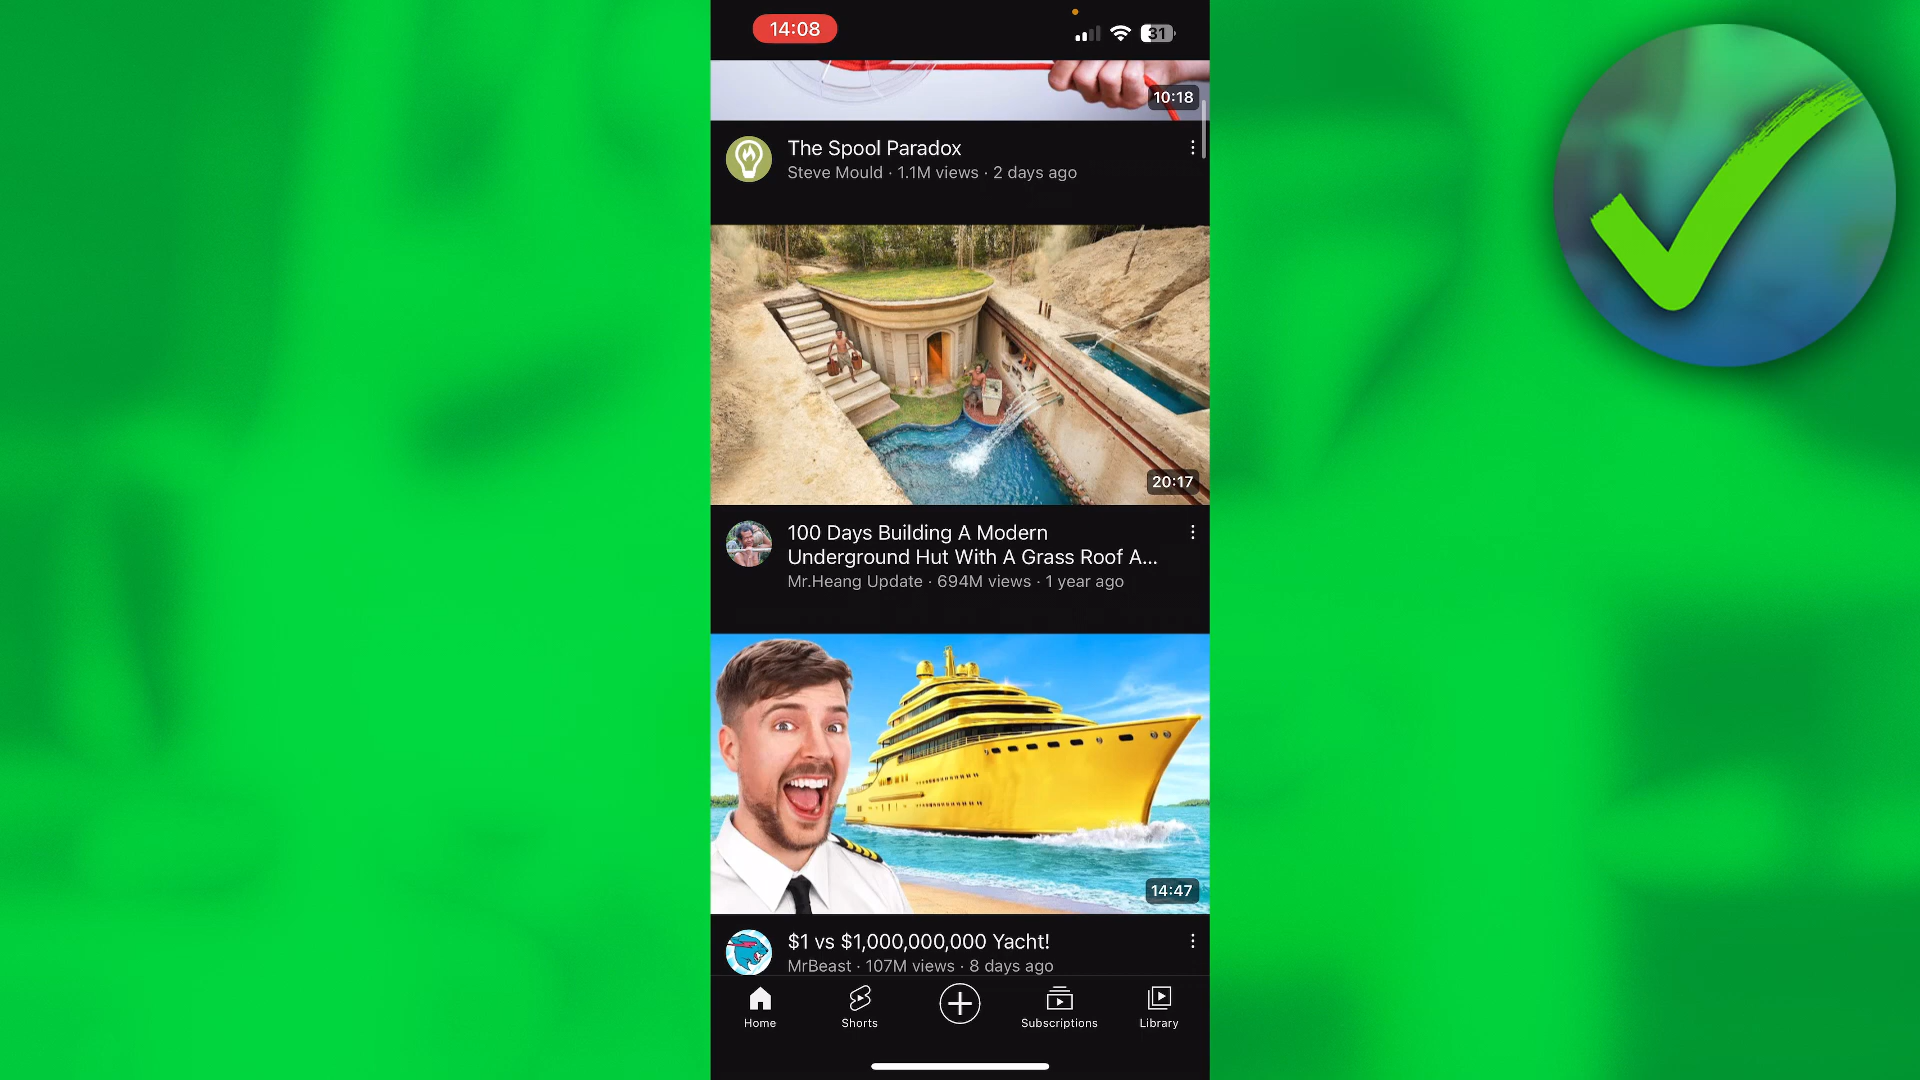 14:08
31
10:18
The Spool Paradox
Steve Mould · 1.1M views · 2 days ago
20:17
100 Days Building A Modern
Underground Hut With A Grass Roof A...
Mr.Heang Update · 694M views · 1 year ago
14:47
$1 vs $1,000,000,000 Yacht!
MrBeast · 107M views · 8 days ago
Home
Shorts
Subscriptions
Library